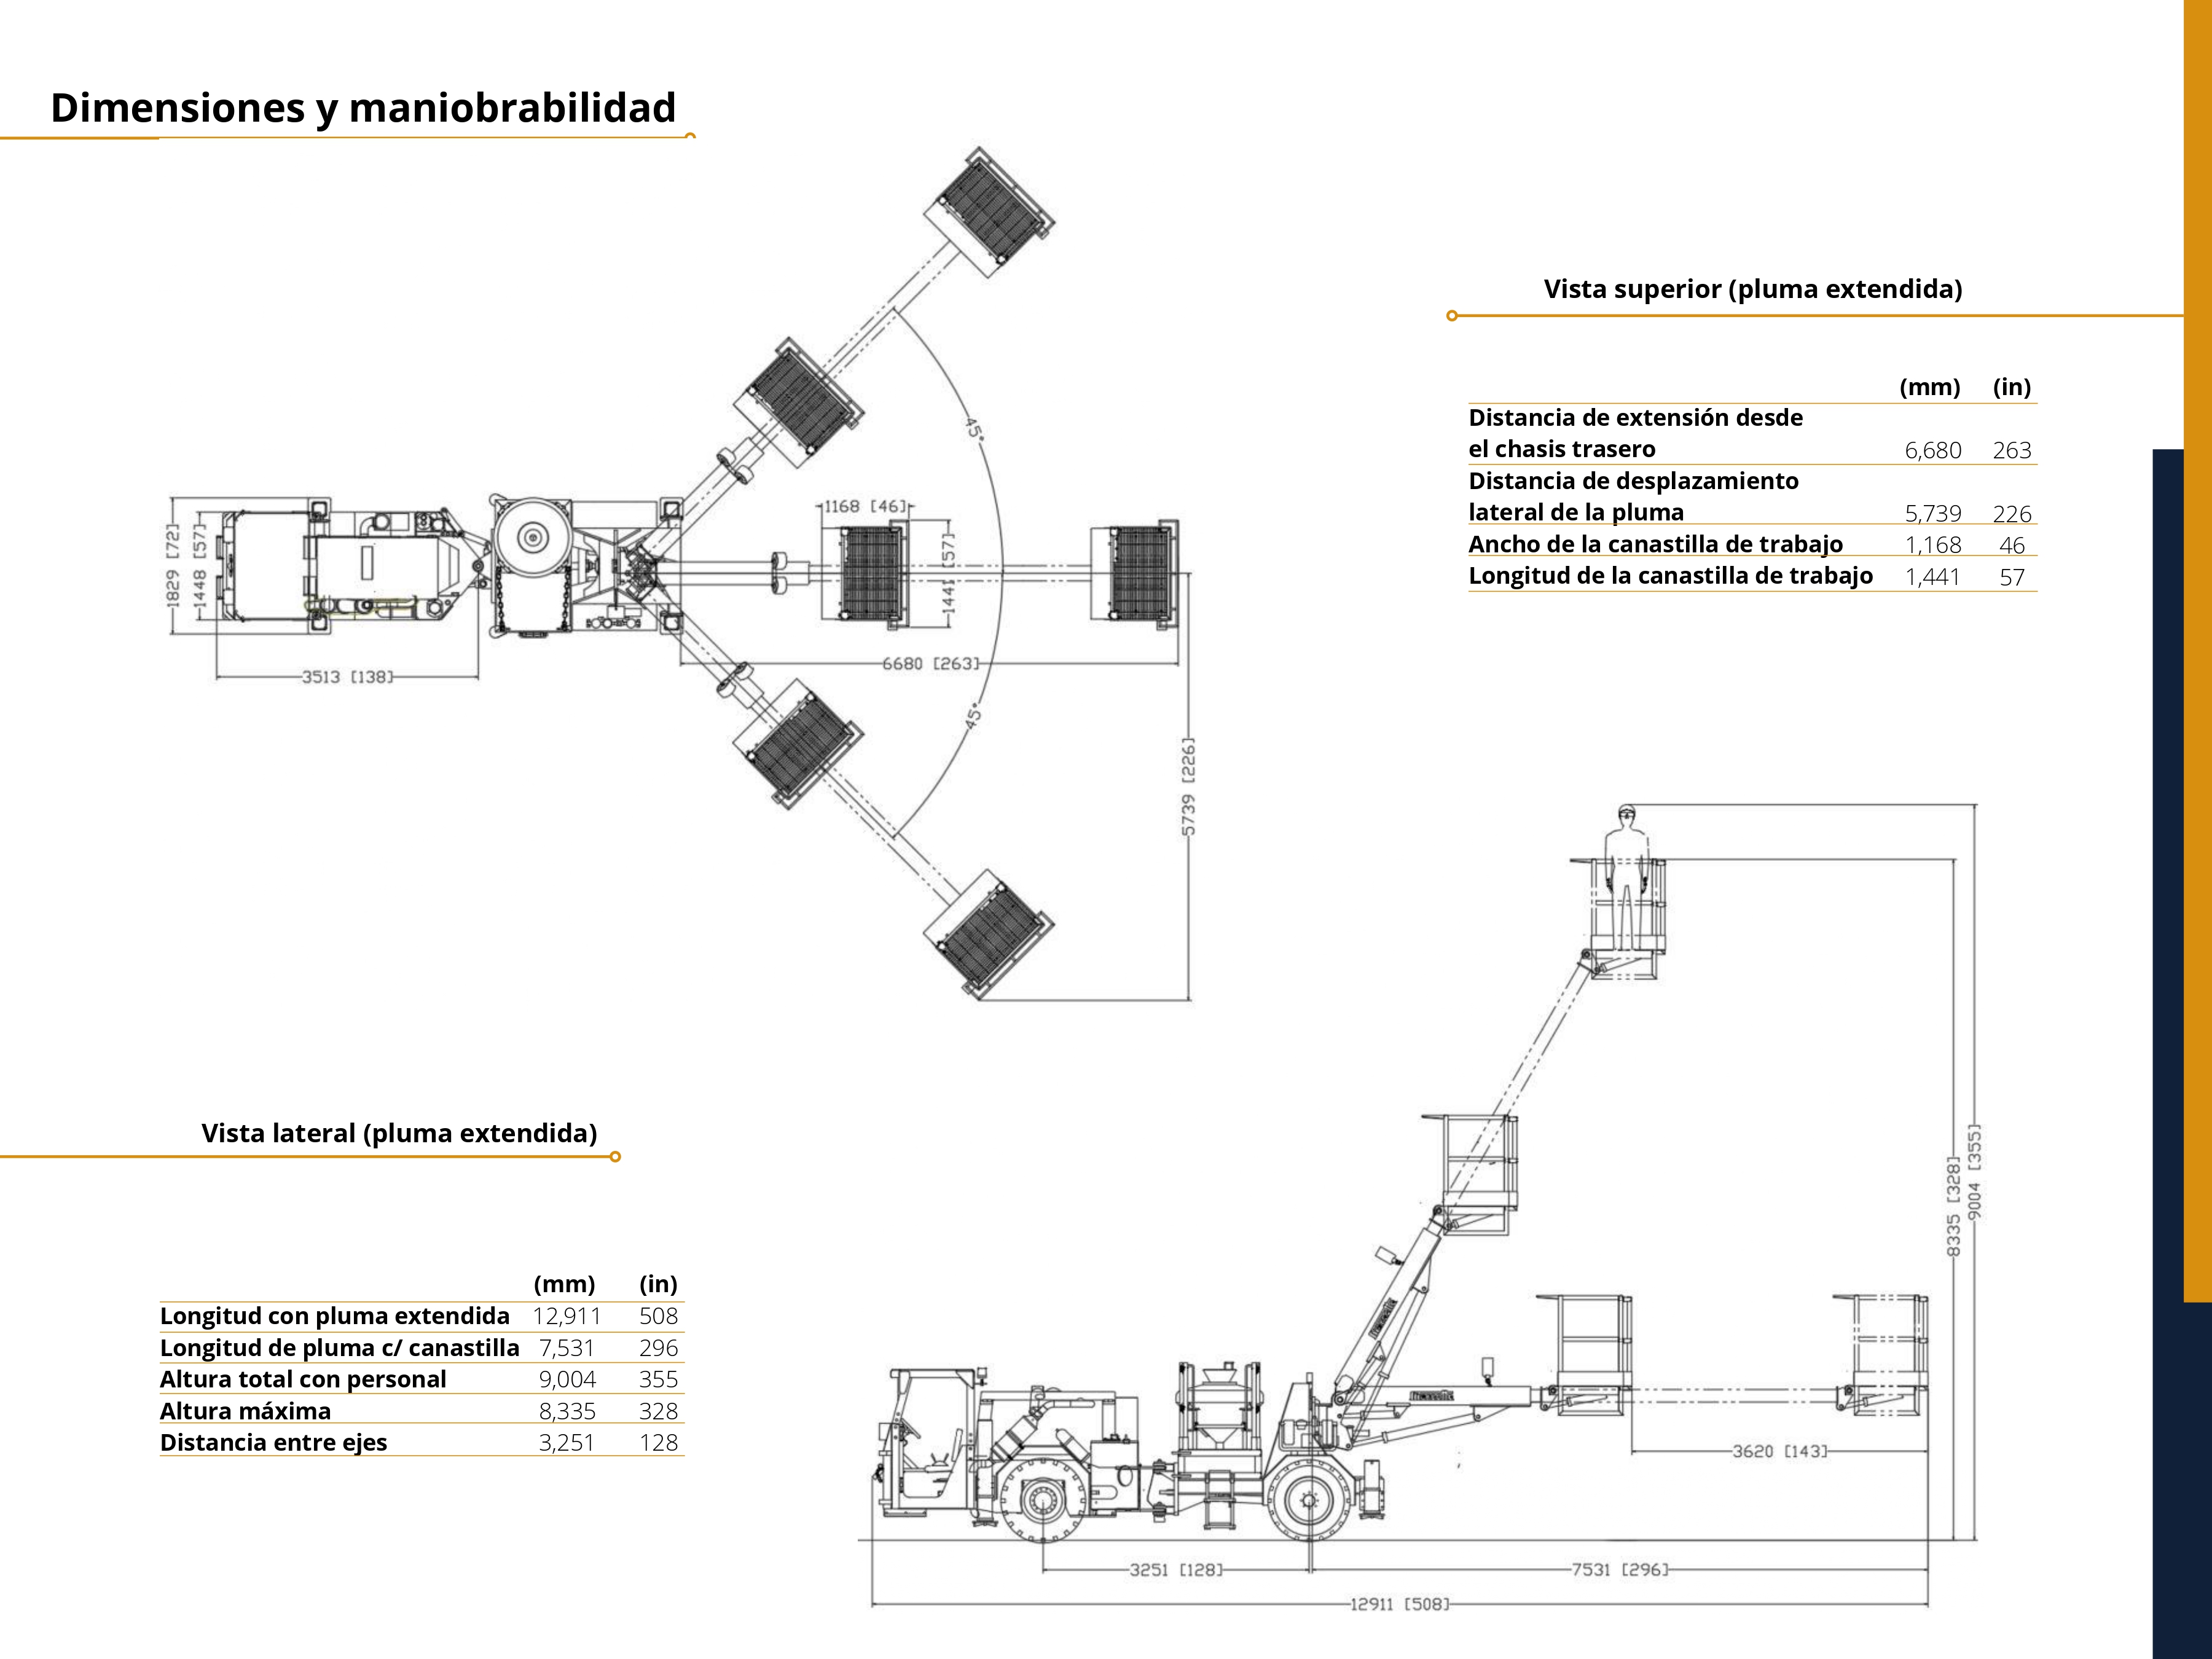 Dimensiones y maniobrabilidad
Vista superior (pluma extendida)
(mm) (in)
Distancia de extensión desde
el chasis trasero 6,680 263
Distancia de desplazamiento
lateral de la pluma 5,739 226
Ancho de la canastilla de trabajo 1,168 46
Longitud de la canastilla de trabajo 1,441 57
45°
1168 [46]
1441 [57]
1829 [72]
1448 [57]
6680 [263]
3513 [138]
45°
5739 [226]
Vista lateral (pluma extendida)
(mm) (in)
Longitud con pluma extendida 12,911 508
Longitud de pluma c/ canastilla 7,531 296
Altura total con personal 9,004 355
Altura máxima 8,335 328
Distancia entre ejes 3,251 128
8335 [328]
9004 [355]
3620 [143]
3251 [128]
7531 [296]
12911 [508]